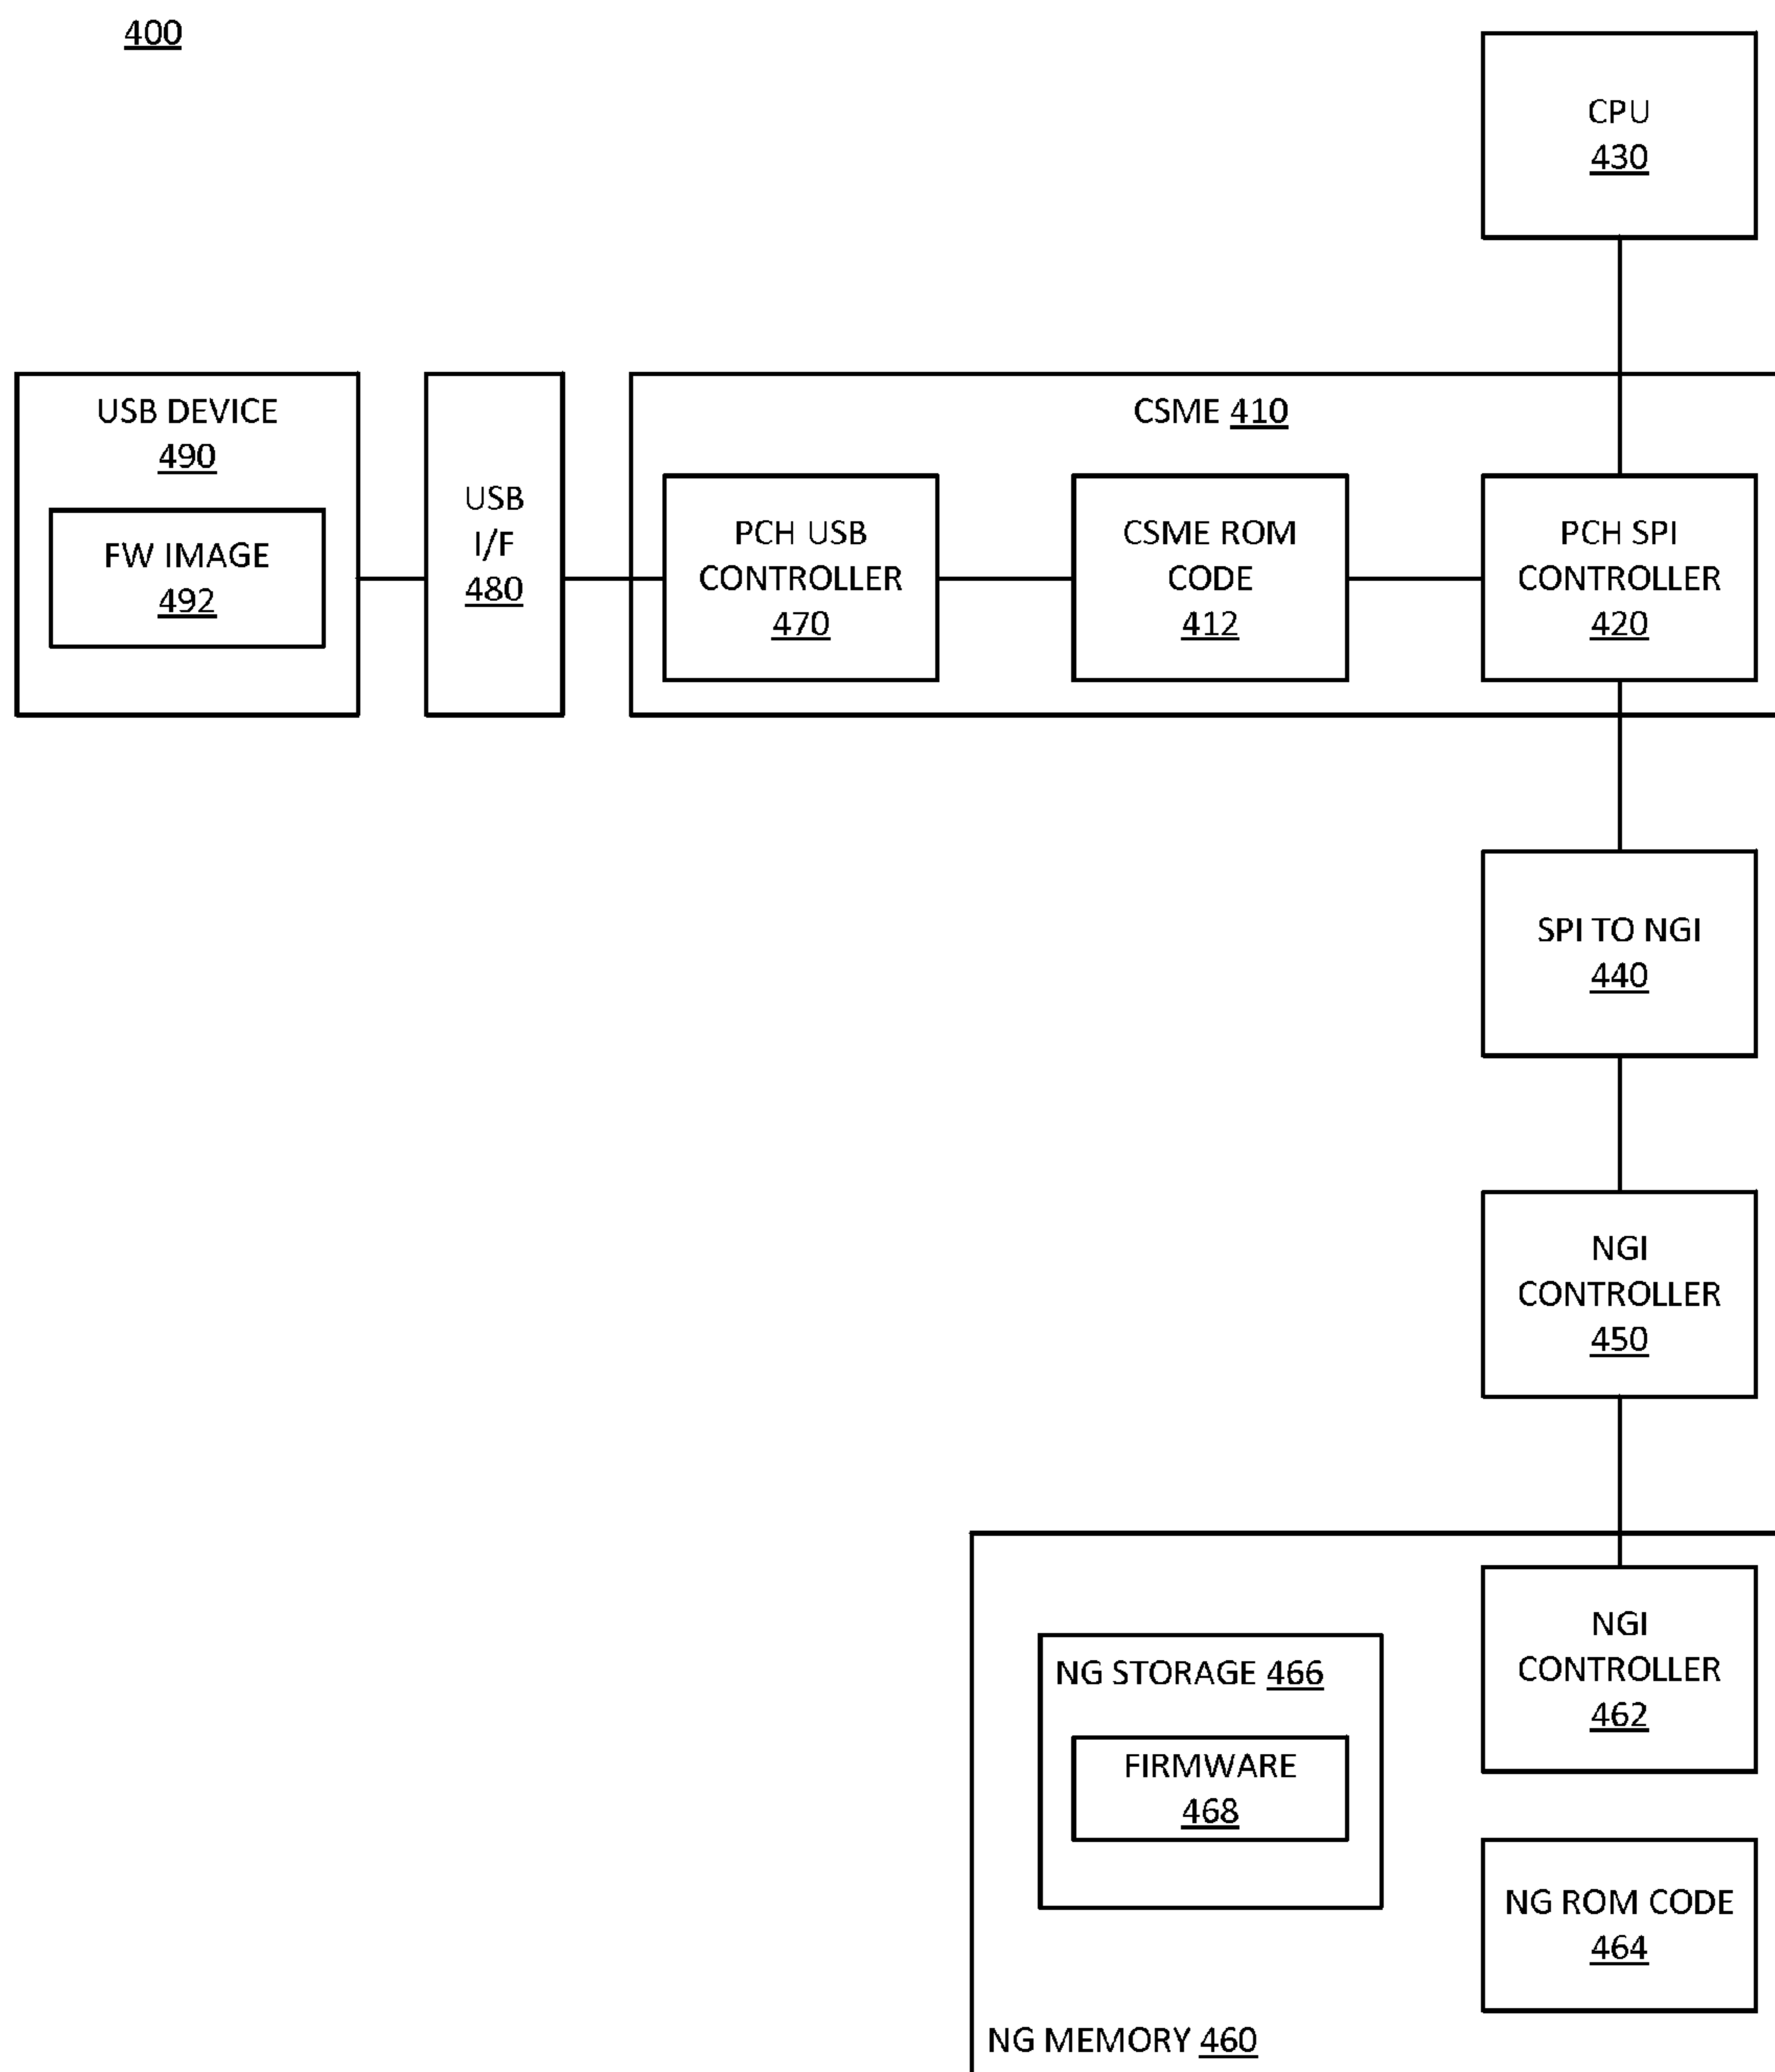 400
CPU
430
USB DEVICE
490
FW IMAGE
492
USB
I/F
480
CSME 410
PCH USB
CONTROLLER
470
CSME ROM
CODE
412
PCH SPI
CONTROLLER
420
SPI TO NGI
440
NGI
CONTROLLER
450
NGI
CONTROLLER
462
NG STORAGE 466
FIRMWARE
468
NG ROM CODE
464
NG MEMORY 460